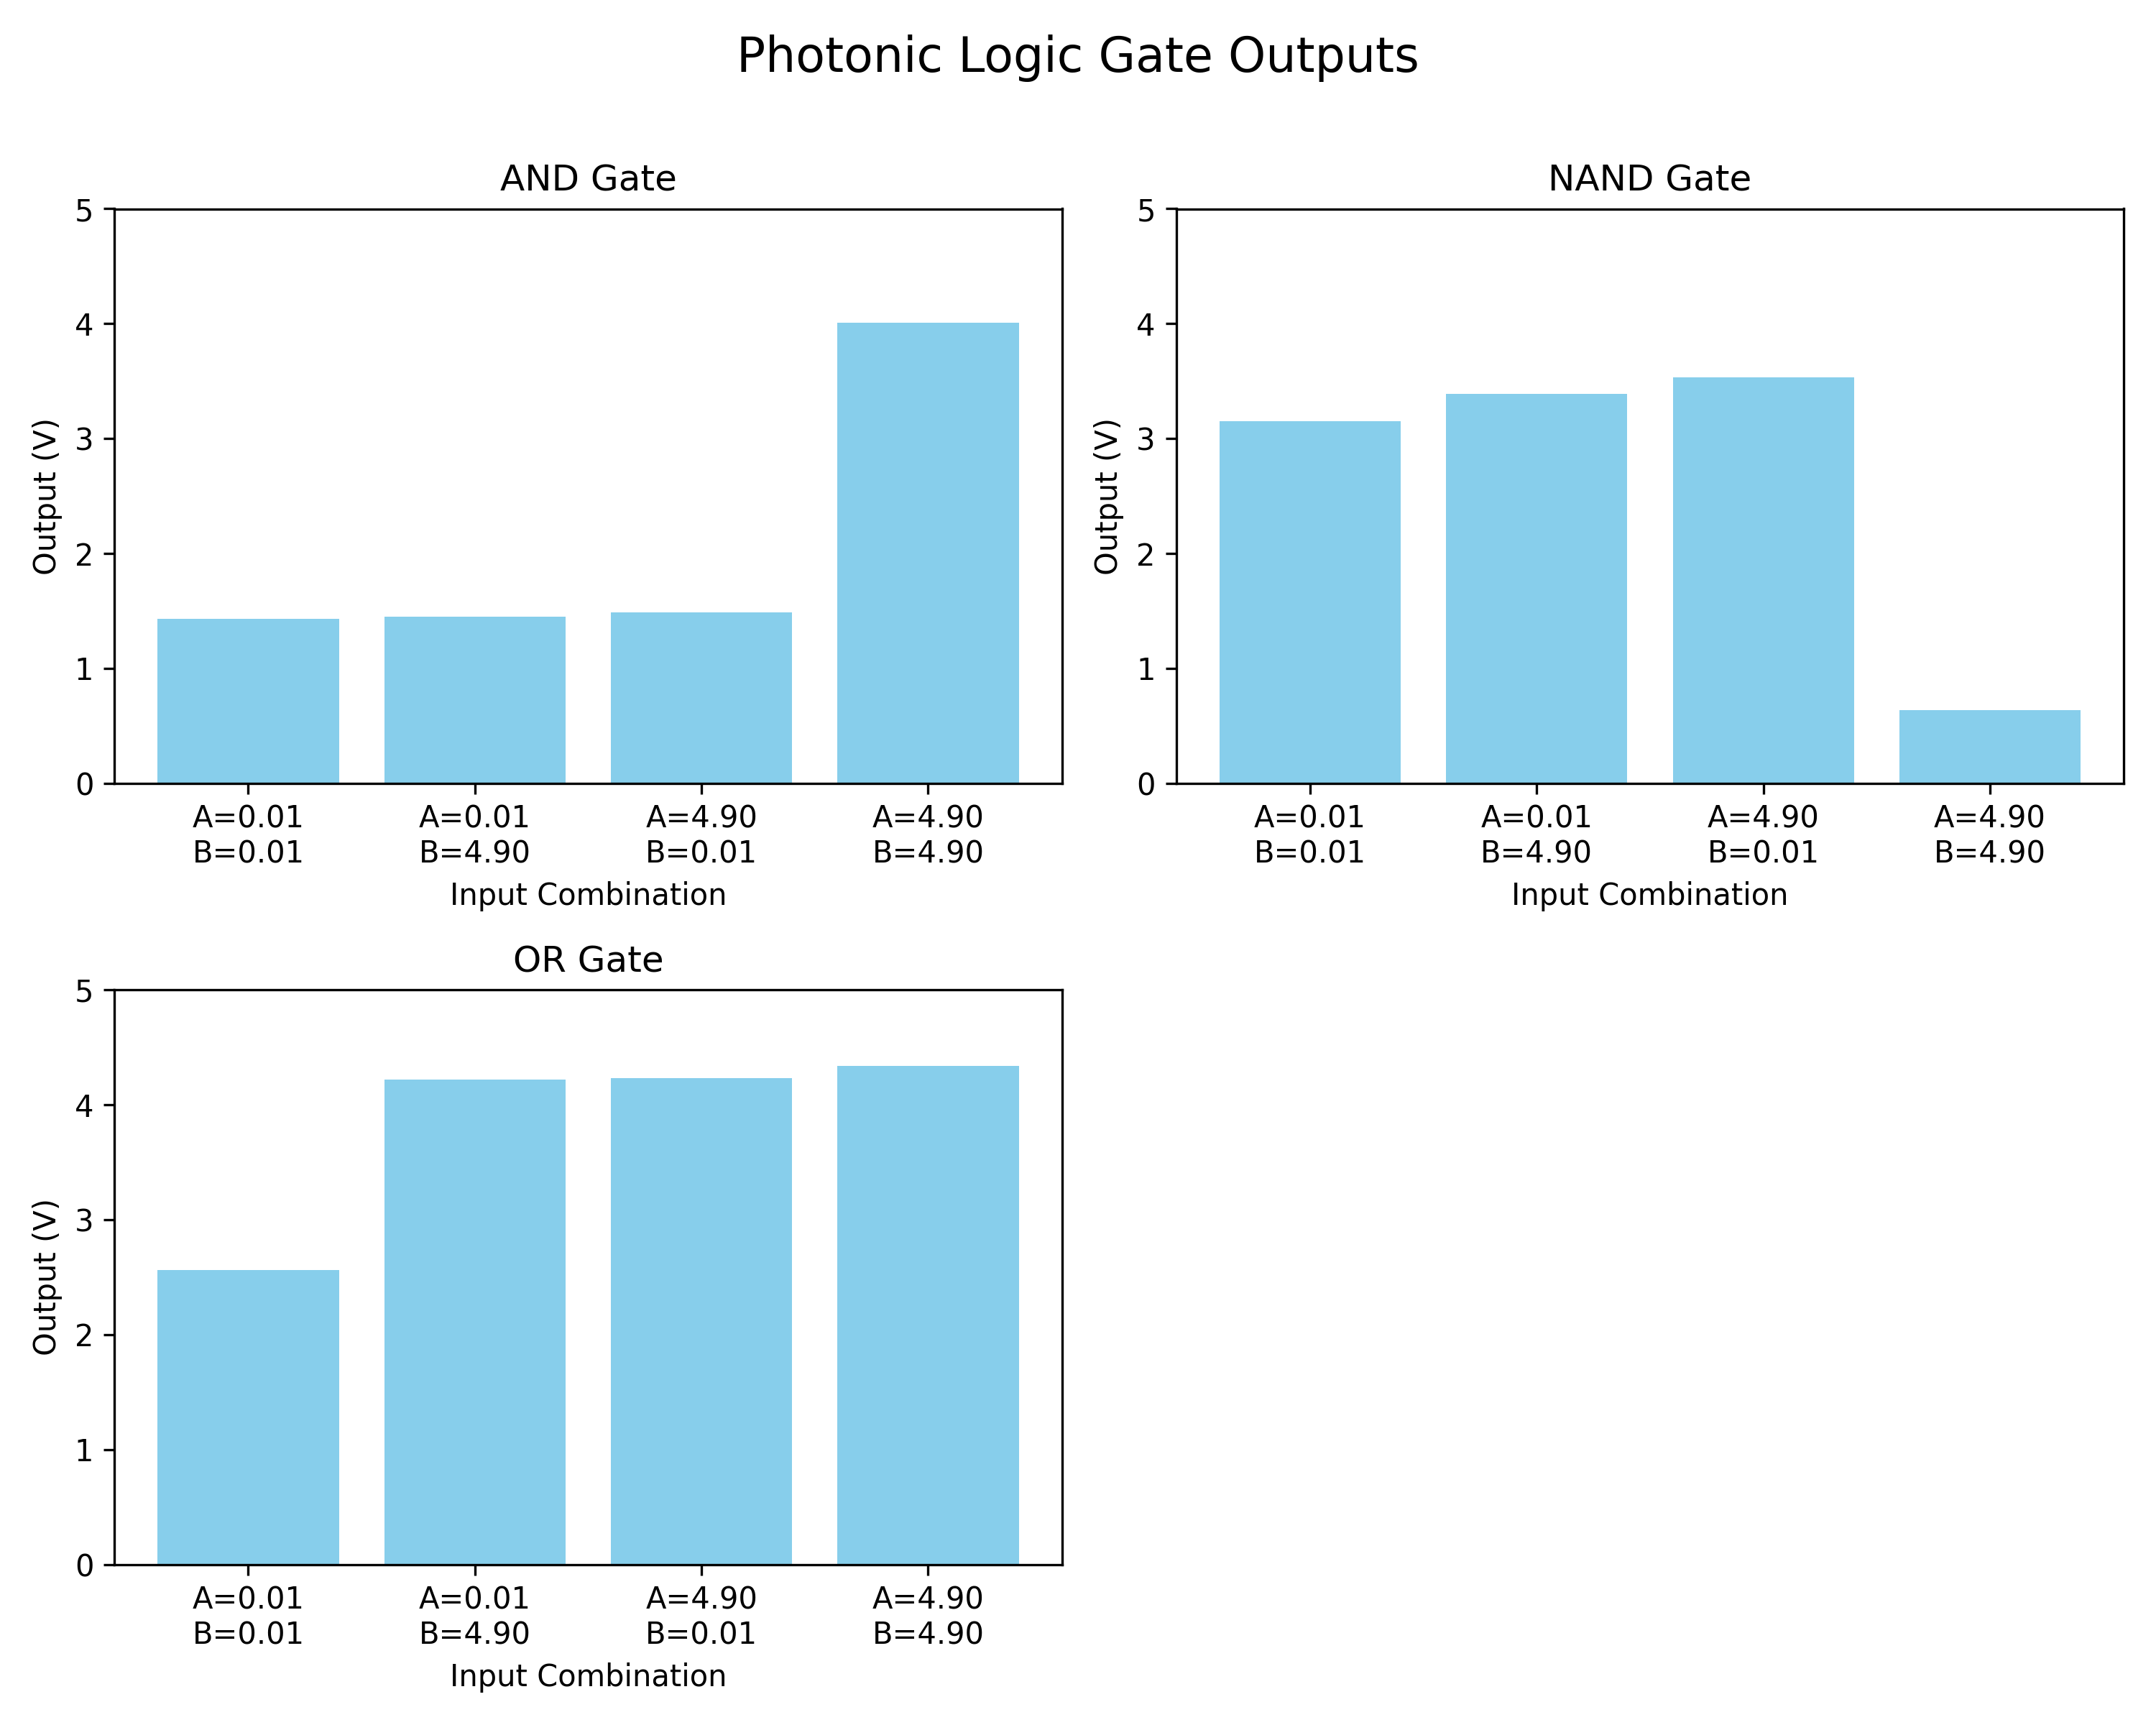 Photonic Logic Gate Outputs
AND Gate
Output (V)
5
4
3
2
1
0
A=0.01 A=0.01 A=4.90 A=4.90
B=0.01 B=4.90 B=0.01 B=4.90
Input Combination
NAND Gate
Output (V)
5
4
3
2
1
0
A=0.01 A=0.01 A=4.90 A=4.90
B=0.01 B=4.90 B=0.01 B=4.90
Input Combination
OR Gate
Output (V)
5
4
3
2
1
0
A=0.01 A=0.01 A=4.90 A=4.90
B=0.01 B=4.90 B=0.01 B=4.90
Input Combination